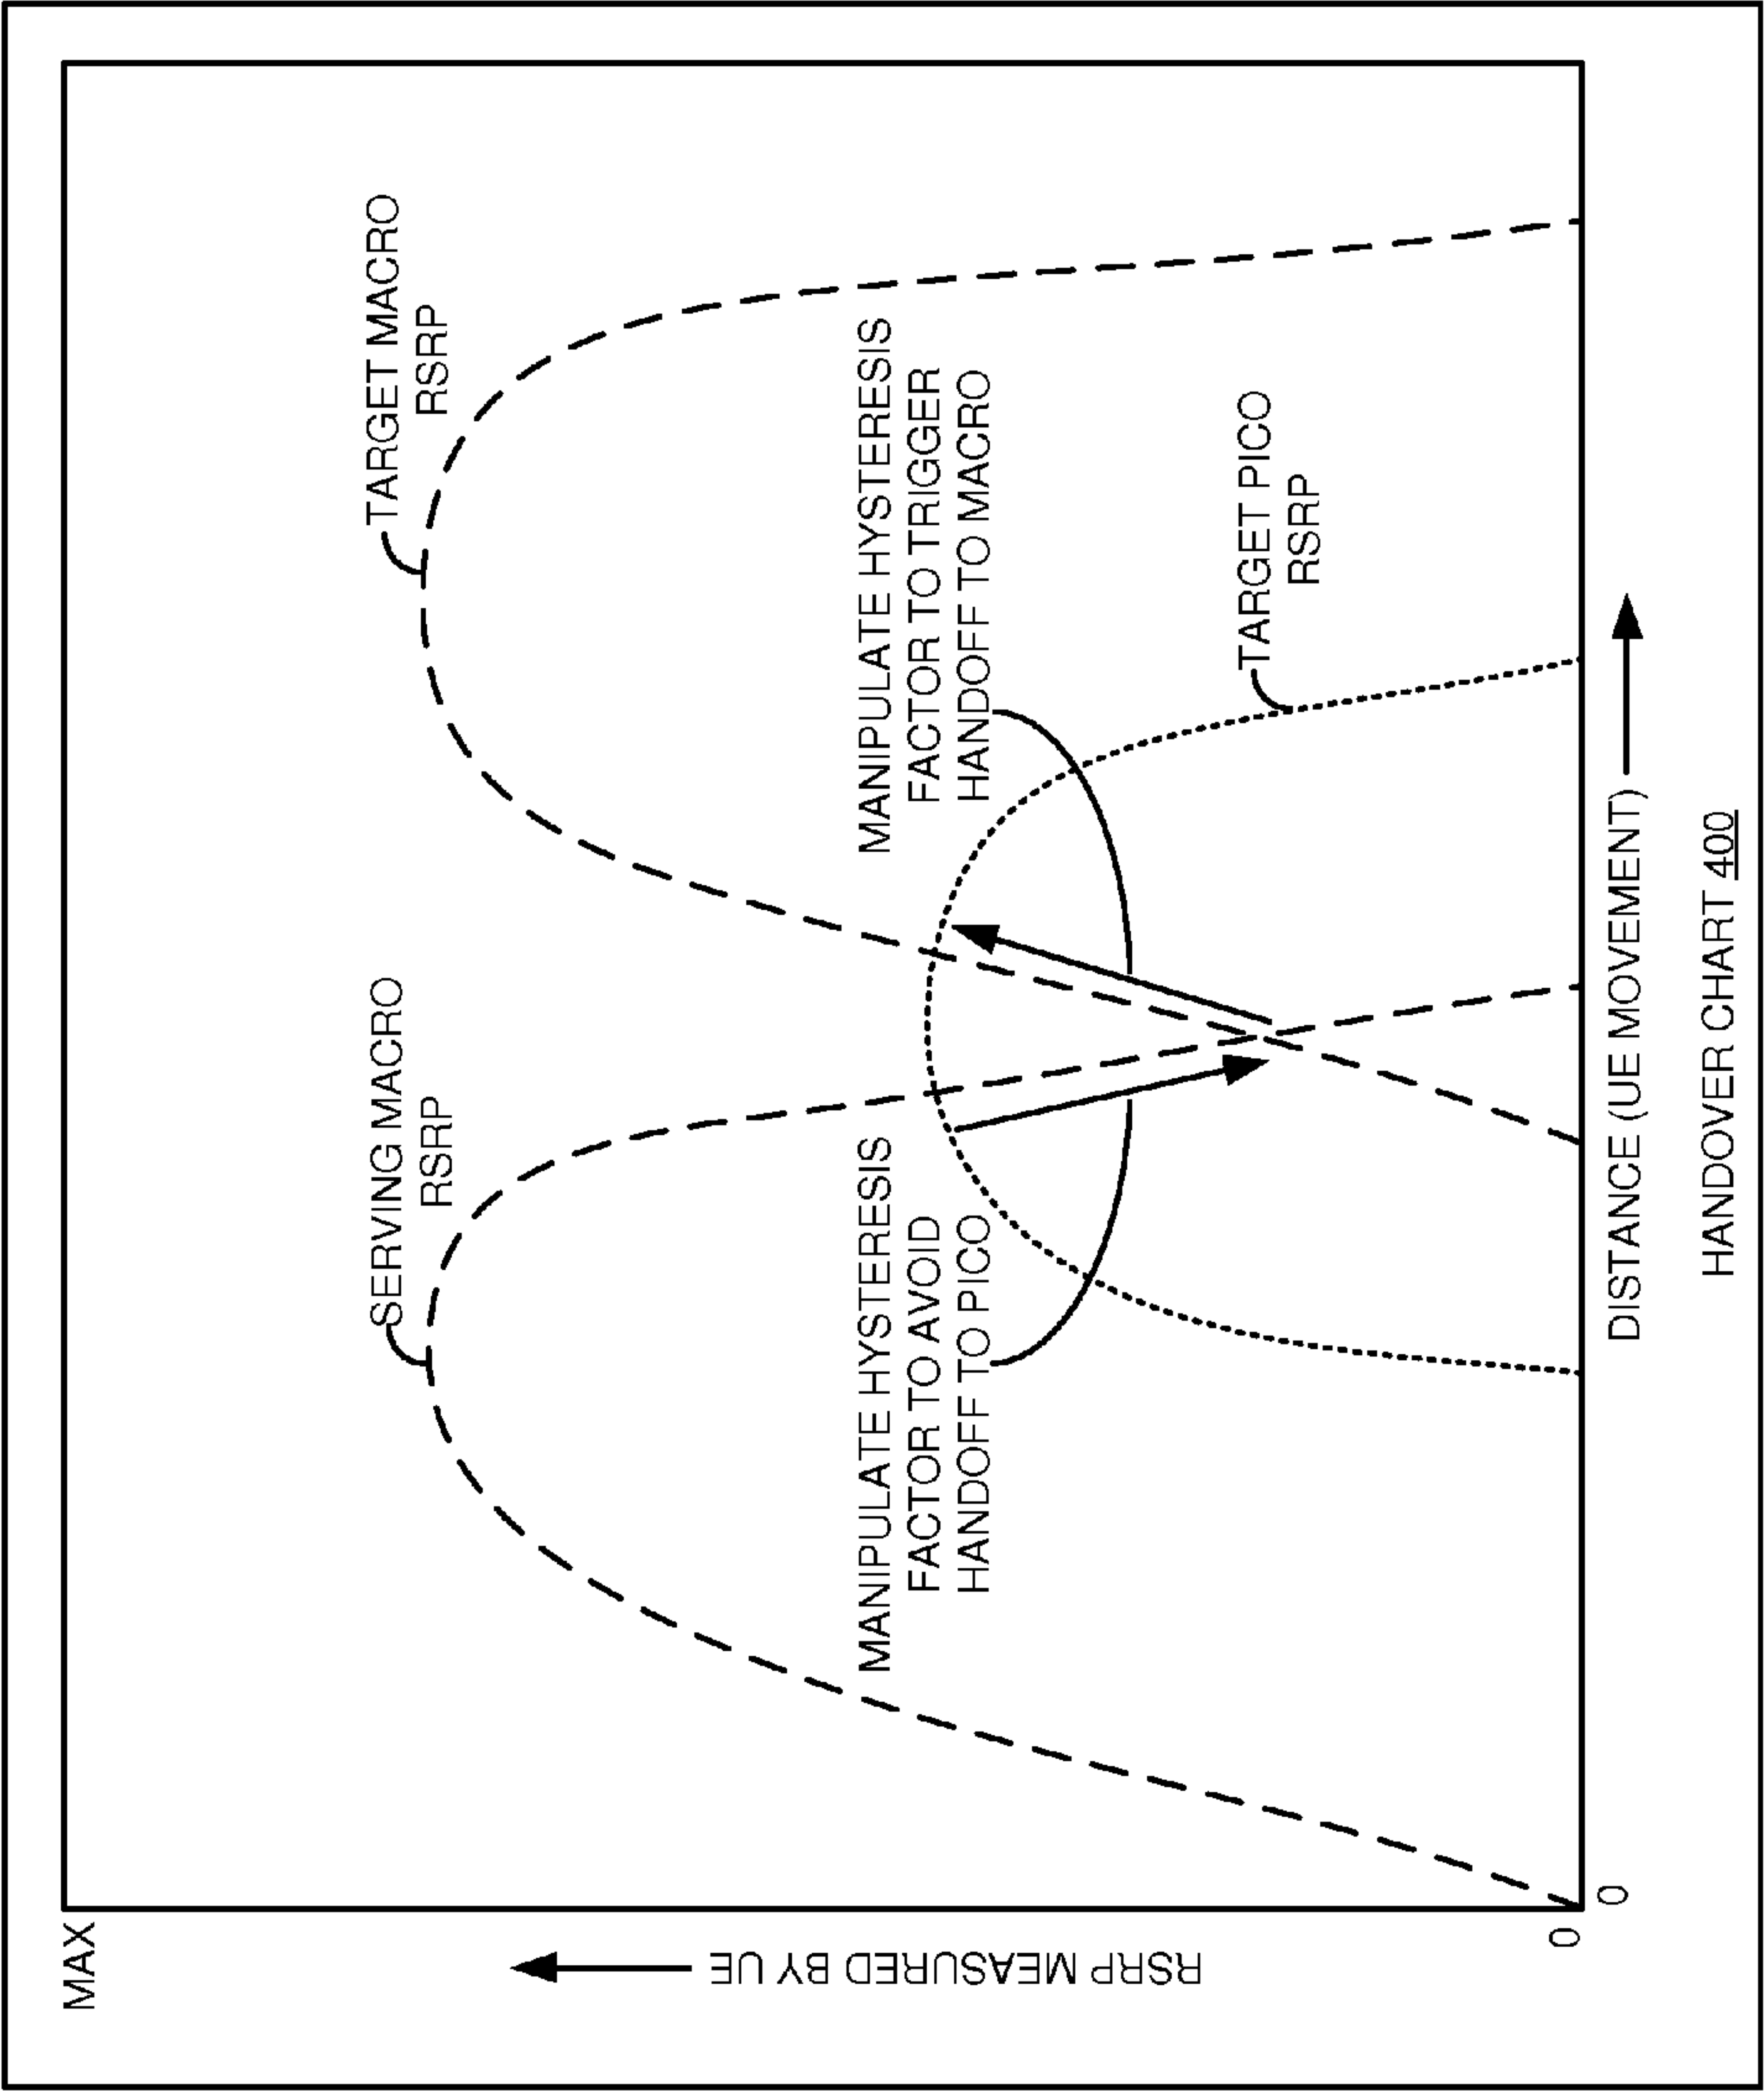 MAX
RSRP MEASURED BY UE
0
0
SERVING MACRO
RSRP
TARGET MACRO
RSRP
MANIPULATE HYSTERESIS
FACTOR TO AVOID
HANDOFF TO PICO
MANIPULATE HYSTERESIS
FACTOR TO TRIGGER
HANDOFF TO MACRO
TARGET PICO
RSRP
DISTANCE (UE MOVEMENT)
HANDOVER CHART 400